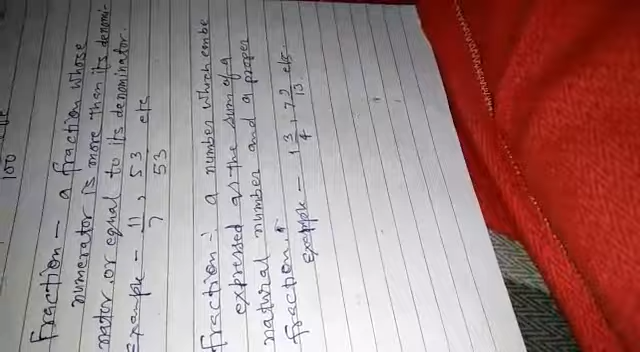 100
Fraction – a fraction whose
numerator is more then its denomi-
nator or equal to its denominator.
Example – 11/7, 53/53 etc
Fraction :- a number which can be
expressed as the sum of a
natural number and a proper
fraction.
Example – 1 3/4, 7 2/13 etc.